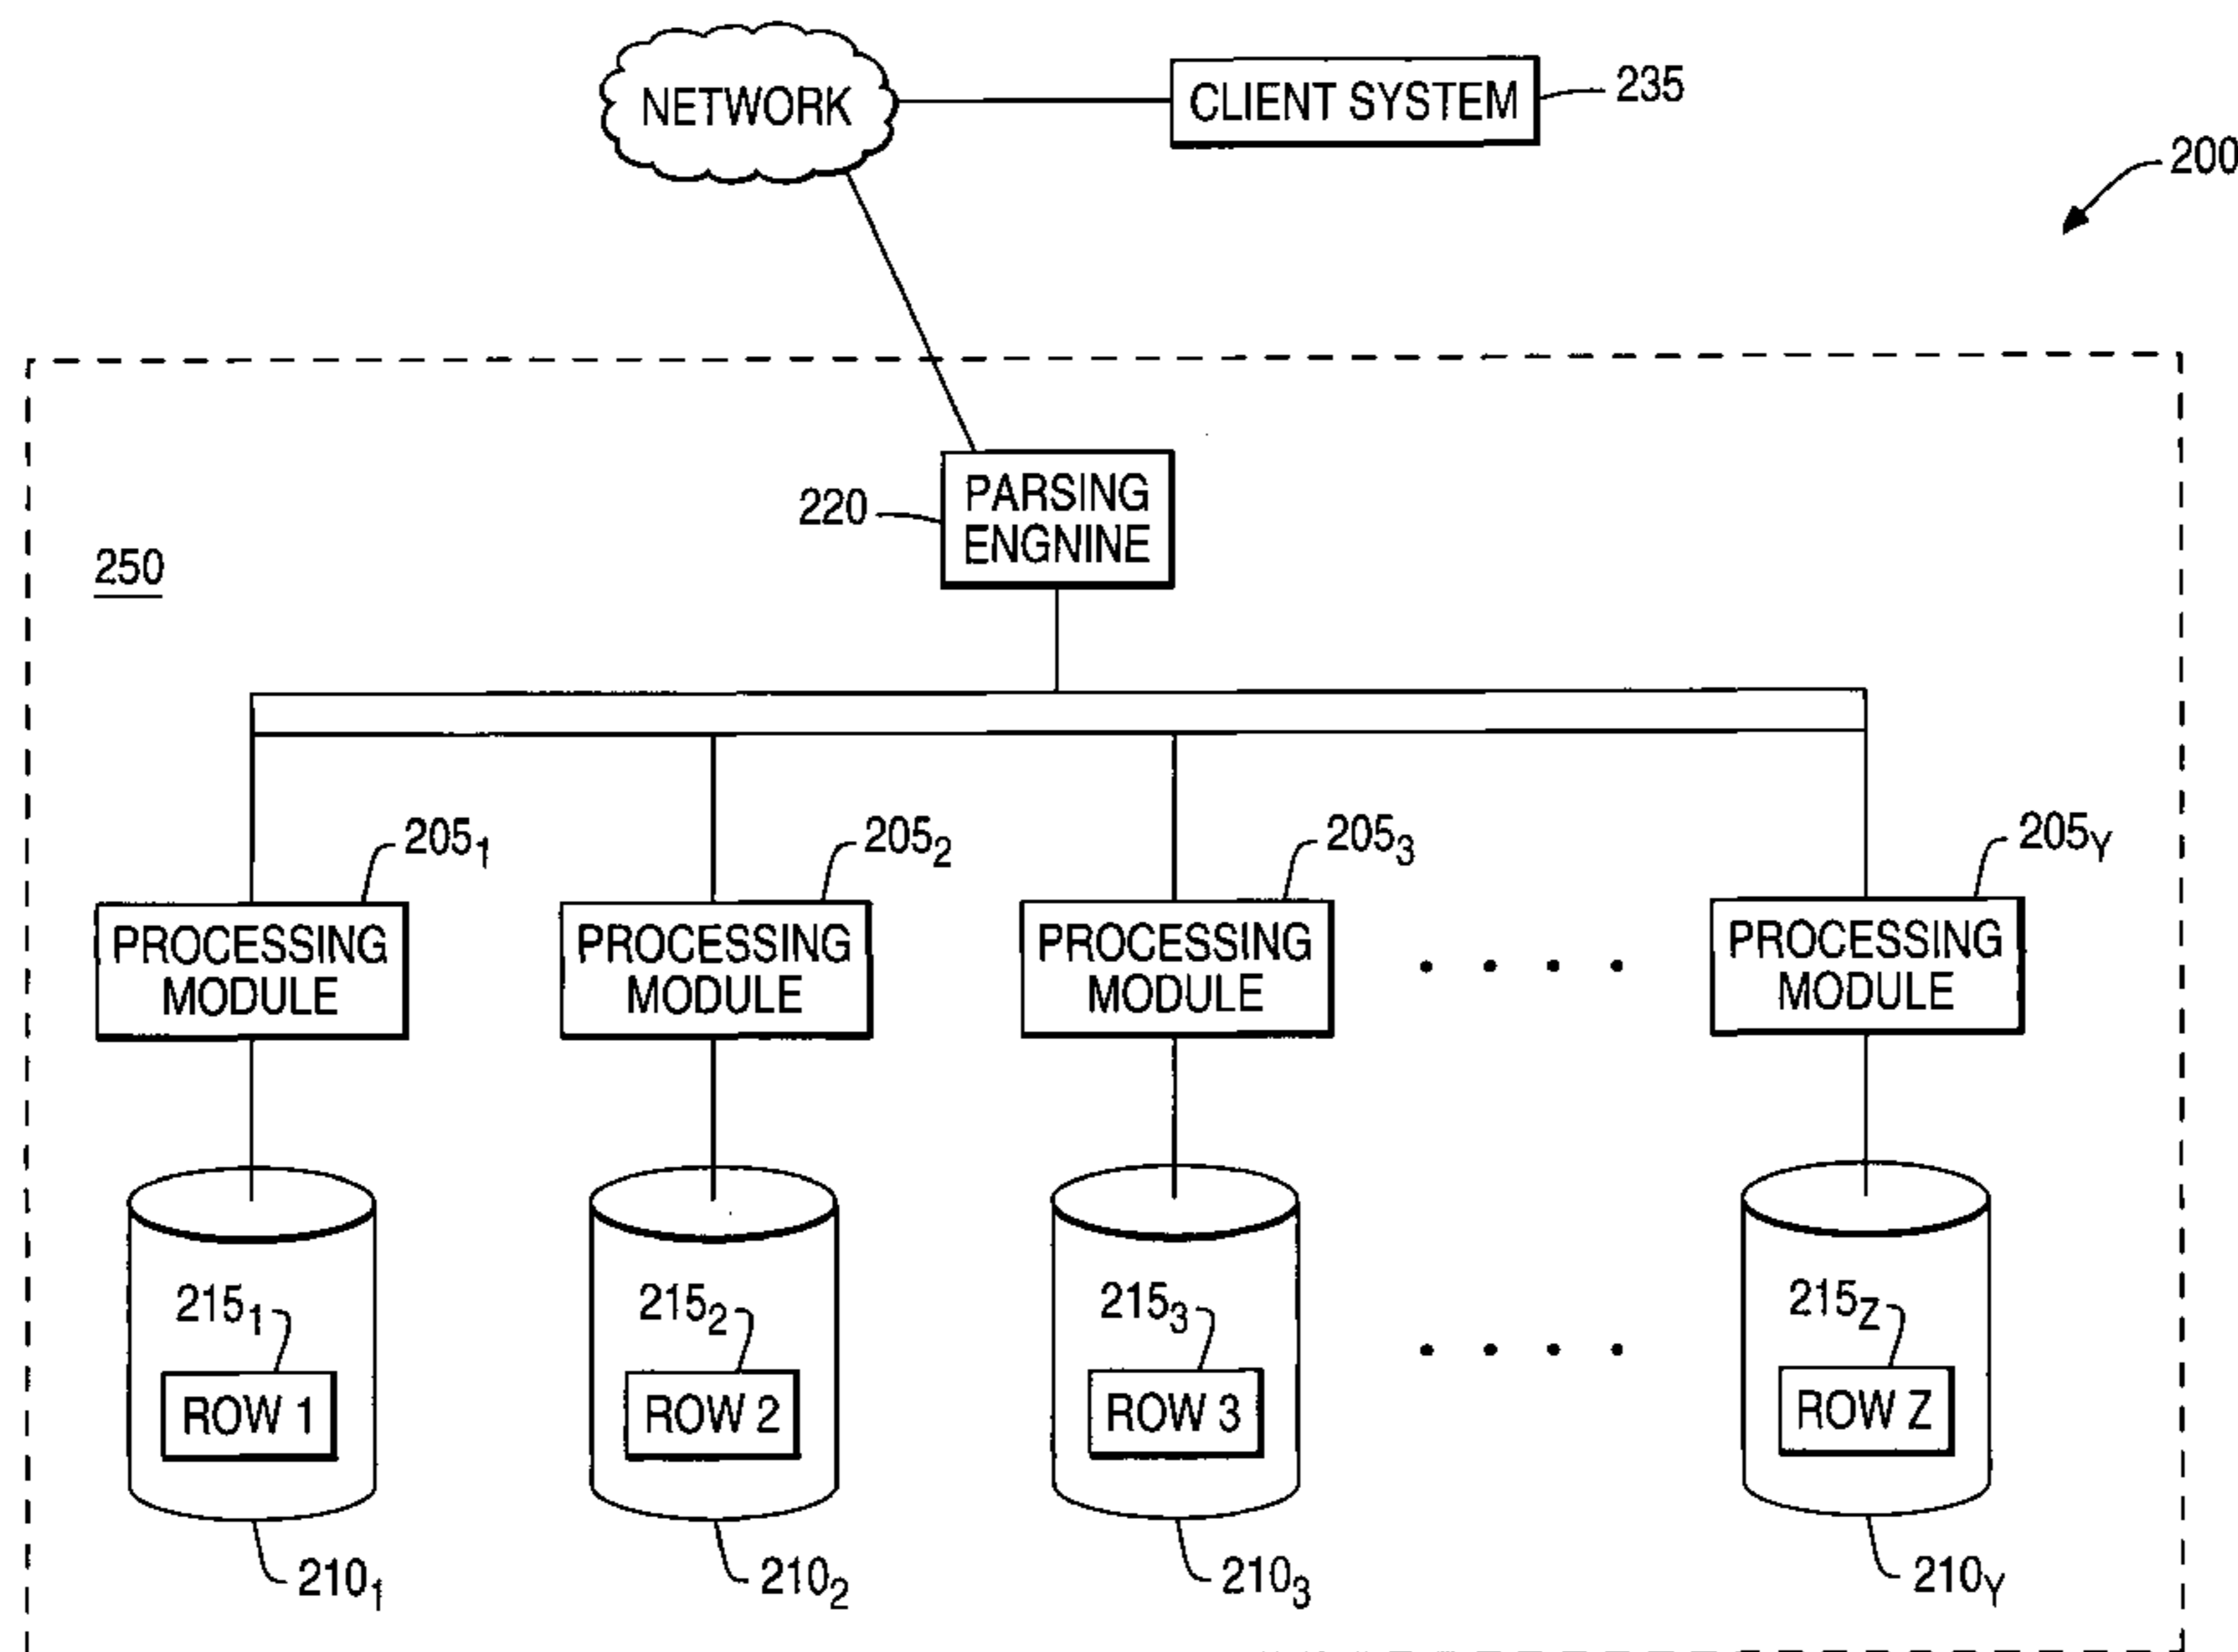 NETWORK
CLIENT SYSTEM
235
200
220
PARSING
ENGNINE
250
205₁
205₂
205₃
205Y
PROCESSING
MODULE
PROCESSING
MODULE
PROCESSING
MODULE
PROCESSING
MODULE
215₁
215₂
215₃
215Z
ROW 1
ROW 2
ROW 3
ROW Z
210₁
210₂
210₃
210Y